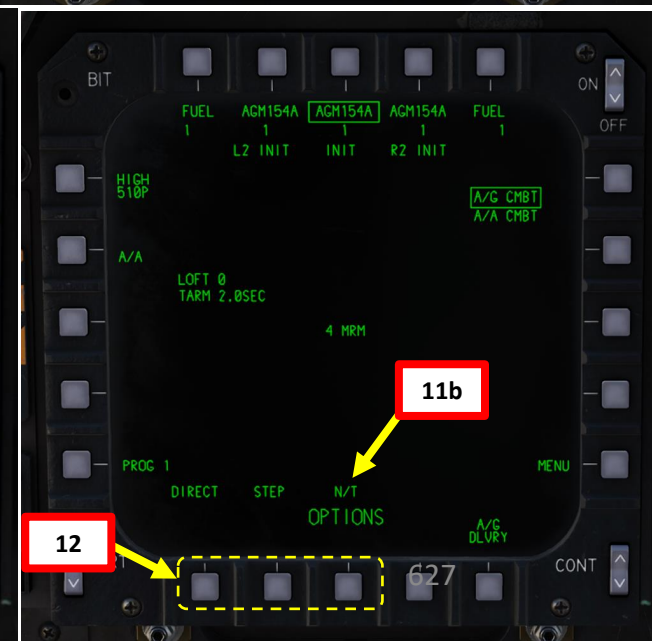 BIT
ON
OFF
FUEL AGM154A AGM154A AGM154A FUEL
1 1 1 1 1
L2 INIT INIT R2 INIT
HIGH
510P
A/G CMBT
A/A CMBT
A/A
LOFT 0
TARM 2.0SEC
4 MRM
11b
PROG 1
MENU
DIRECT STEP N/T
OPTIONS
A/G
DLVRY
12
CONT
627